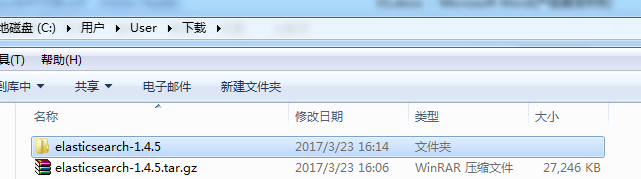 地磁盘 (C:) ▸ 用户 ▸ User ▸ 下载 ▸
具(T) 帮助(H)
到库中 共享 电子邮件 新建文件夹
名称 修改日期 类型 大小
elasticsearch-1.4.5 2017/3/23 16:14 文件夹
elasticsearch-1.4.5.tar.gz 2017/3/23 16:06 WinRAR 压缩文件 27,246 KB